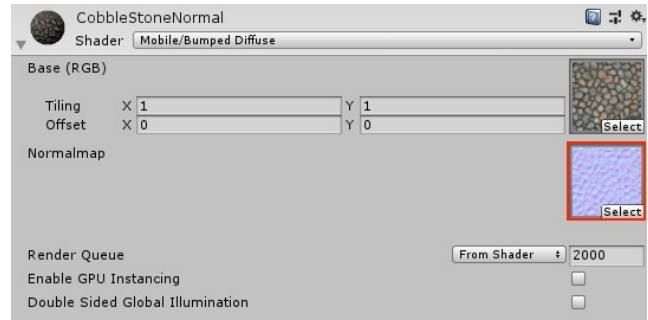 CobbleStoneNormal
Shader Mobile/Bumped Diffuse
Base (RGB)
Tiling X 1 Y 1
Offset X 0 Y 0
Select
Normalmap
Select
Render Queue From Shader 2000
Enable GPU Instancing
Double Sided Global Illumination